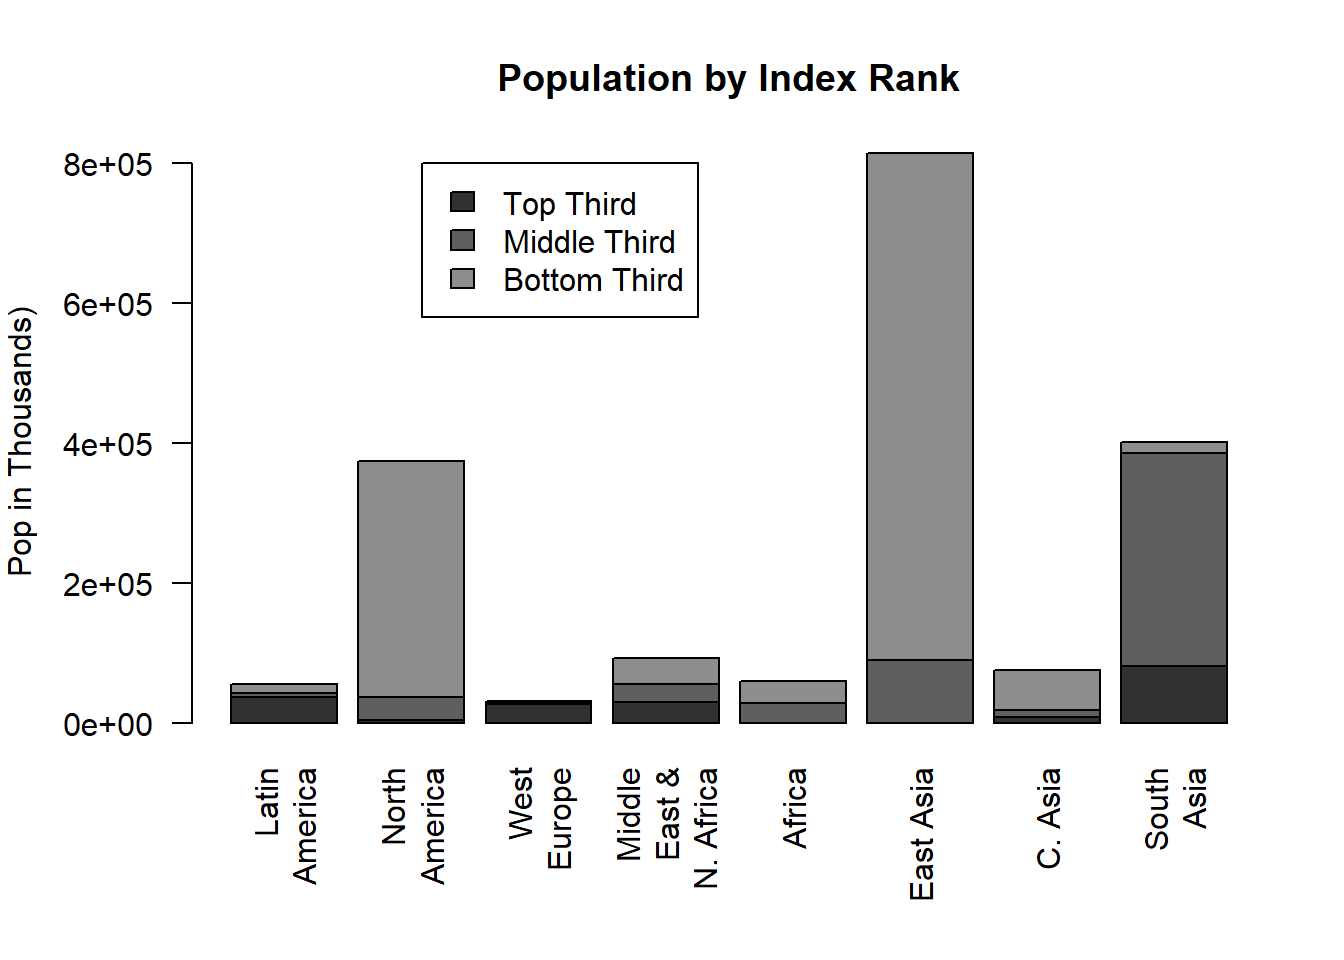 Population by Index Rank
Pop in Thousands)
8e+05
6e+05
4e+05
2e+05
0e+00
Top Third
Middle Third
Bottom Third
Latin
America
North
America
West
Europe
Middle
East &
N. Africa
Africa
East Asia
C. Asia
South
Asia